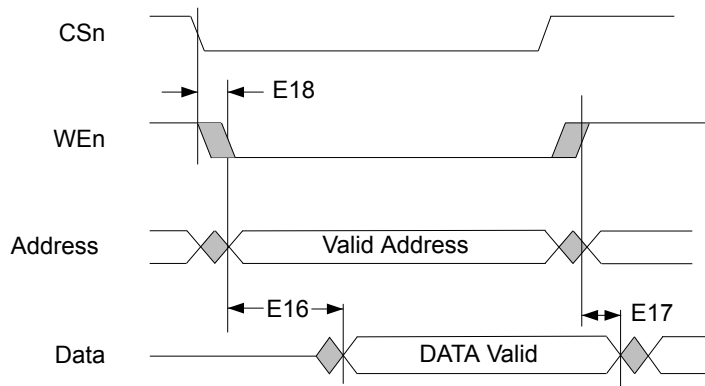 CSn
E18
WEn
Address
Valid Address
E16
E17
Data
DATA Valid